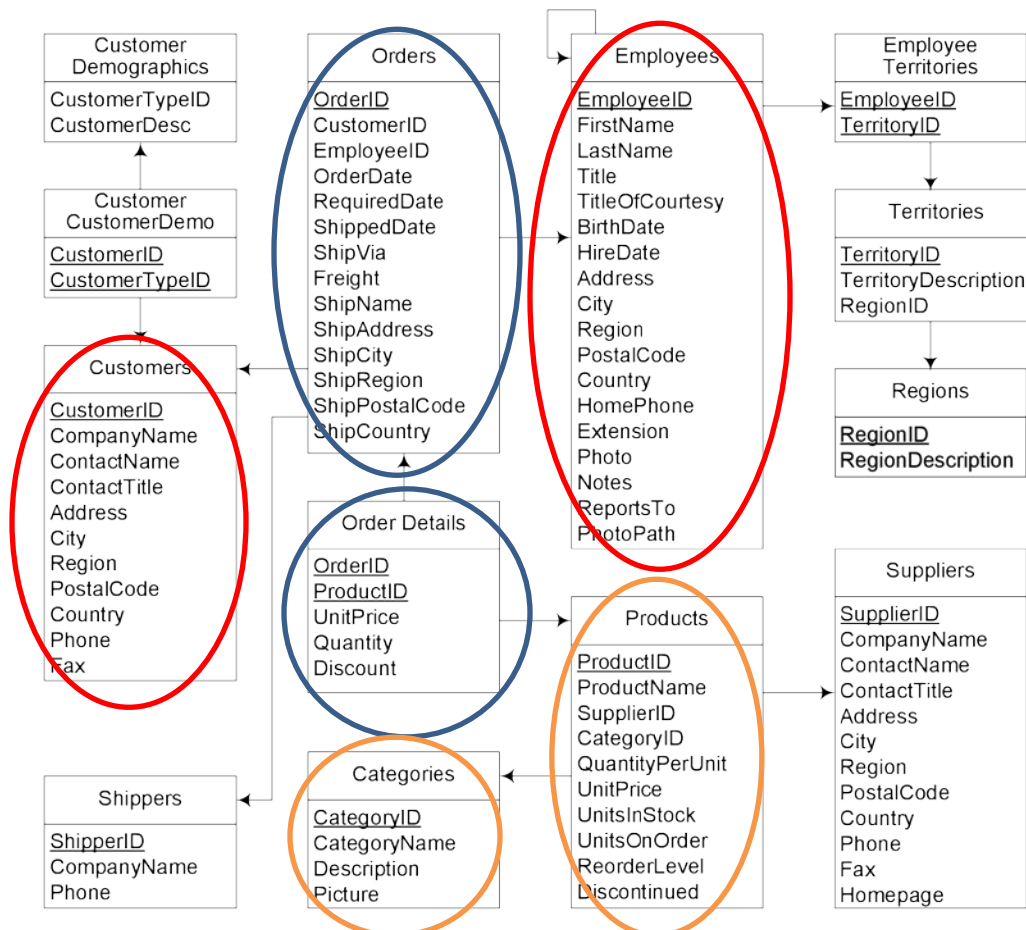 Customer
Demographics
CustomerTypeID
CustomerDesc
Customer
CustomerDemo
CustomerID
CustomerTypeID
Customers
CustomerID
CompanyName
ContactName
ContactTitle
Address
City
Region
PostalCode
Country
Phone
Fax
Shippers
ShipperID
CompanyName
Phone
Orders
OrderID
CustomerID
EmployeeID
OrderDate
RequiredDate
ShippedDate
ShipVia
Freight
ShipName
ShipAddress
ShipCity
ShipRegion
ShipPostalCode
ShipCountry
Order Details
OrderID
ProductID
UnitPrice
Quantity
Discount
Categories
CategoryID
CategoryName
Description
Picture
Employees
EmployeeID
FirstName
LastName
Title
TitleOfCourtesy
BirthDate
HireDate
Address
City
Region
PostalCode
Country
HomePhone
Extension
Photo
Notes
ReportsTo
PhotoPath
Products
ProductID
ProductName
SupplierID
CategoryID
QuantityPerUnit
UnitPrice
UnitsInStock
UnitsOnOrder
ReorderLevel
Discontinued
Employee
Territories
EmployeeID
TerritoryID
Territories
TerritoryID
TerritoryDescription
RegionID
Regions
RegionID
RegionDescription
Suppliers
SupplierID
CompanyName
ContactName
ContactTitle
Address
City
Region
PostalCode
Country
Phone
Fax
Homepage